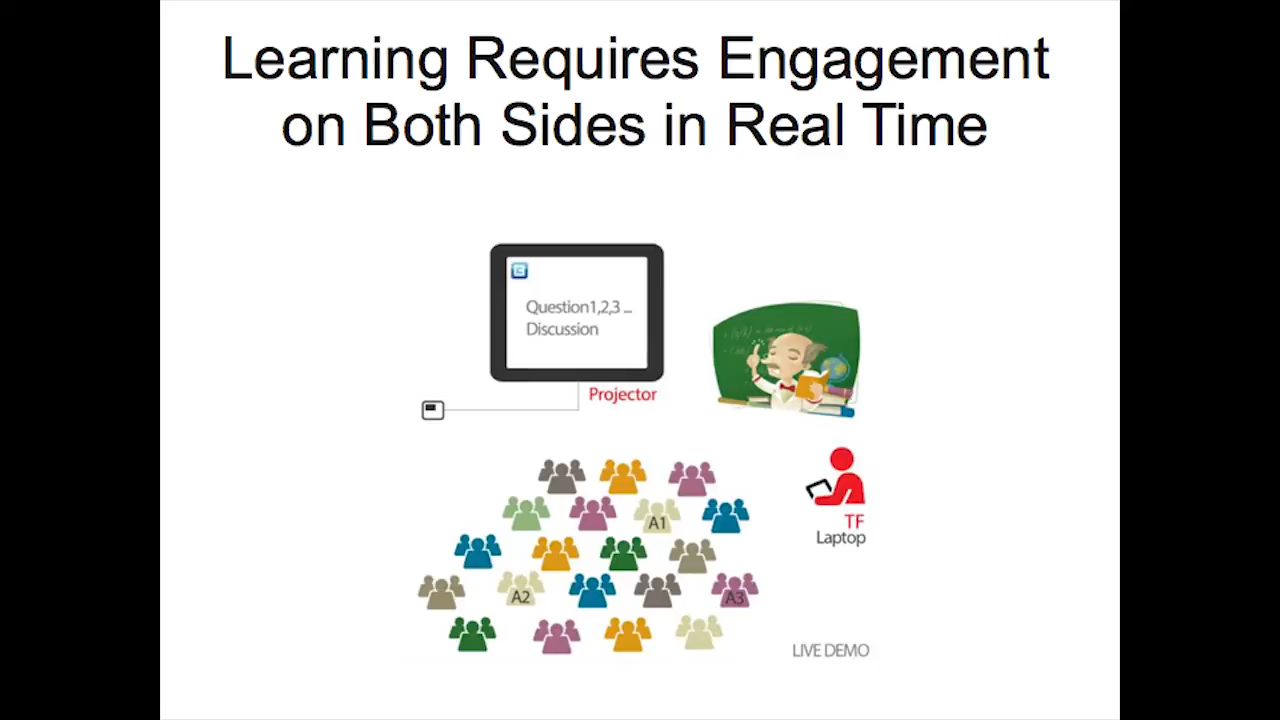 Learning Requires Engagement
on Both Sides in Real Time
Question1,2,3 ...
Discussion
Projector
A1
TF
Laptop
A2
A3
LIVE DEMO